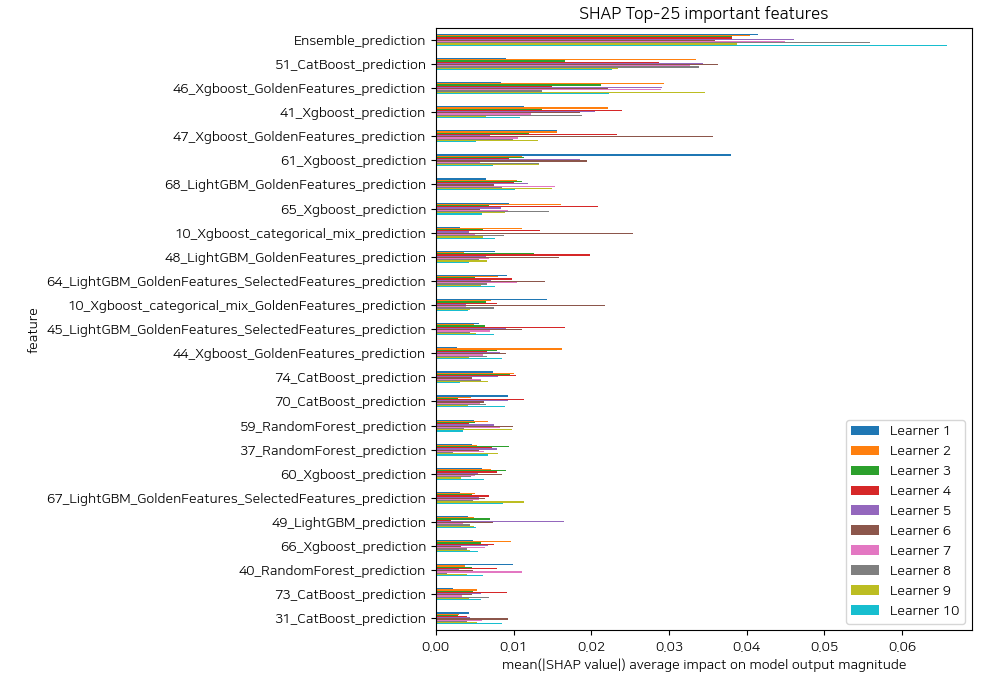 SHAP Top-25 important features
feature
Ensemble_prediction
51_CatBoost_prediction
46_Xgboost_GoldenFeatures_prediction
41_Xgboost_prediction
47_Xgboost_GoldenFeatures_prediction
61_Xgboost_prediction
68_LightGBM_GoldenFeatures_prediction
65_Xgboost_prediction
10_Xgboost_categorical_mix_prediction
48_LightGBM_GoldenFeatures_prediction
64_LightGBM_GoldenFeatures_SelectedFeatures_prediction
10_Xgboost_categorical_mix_GoldenFeatures_prediction
45_LightGBM_GoldenFeatures_SelectedFeatures_prediction
44_Xgboost_GoldenFeatures_prediction
74_CatBoost_prediction
70_CatBoost_prediction
59_RandomForest_prediction
37_RandomForest_prediction
60_Xgboost_prediction
67_LightGBM_GoldenFeatures_SelectedFeatures_prediction
49_LightGBM_prediction
66_Xgboost_prediction
40_RandomForest_prediction
73_CatBoost_prediction
31_CatBoost_prediction
Learner 1
Learner 2
Learner 3
Learner 4
Learner 5
Learner 6
Learner 7
Learner 8
Learner 9
Learner 10
0.00 0.01 0.02 0.03 0.04 0.05 0.06
mean(|SHAP value|) average impact on model output magnitude